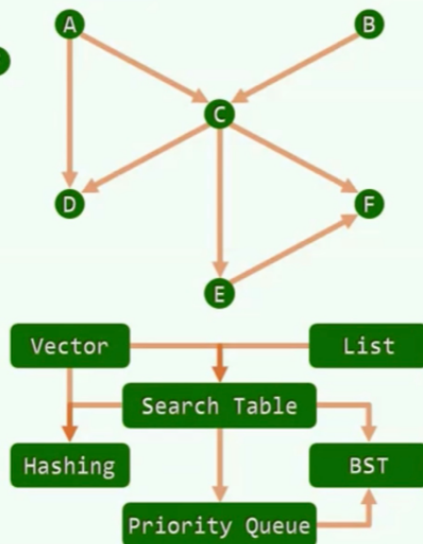 A B
C
D F
E
Vector List
Search Table
Hashing BST
Priority Queue